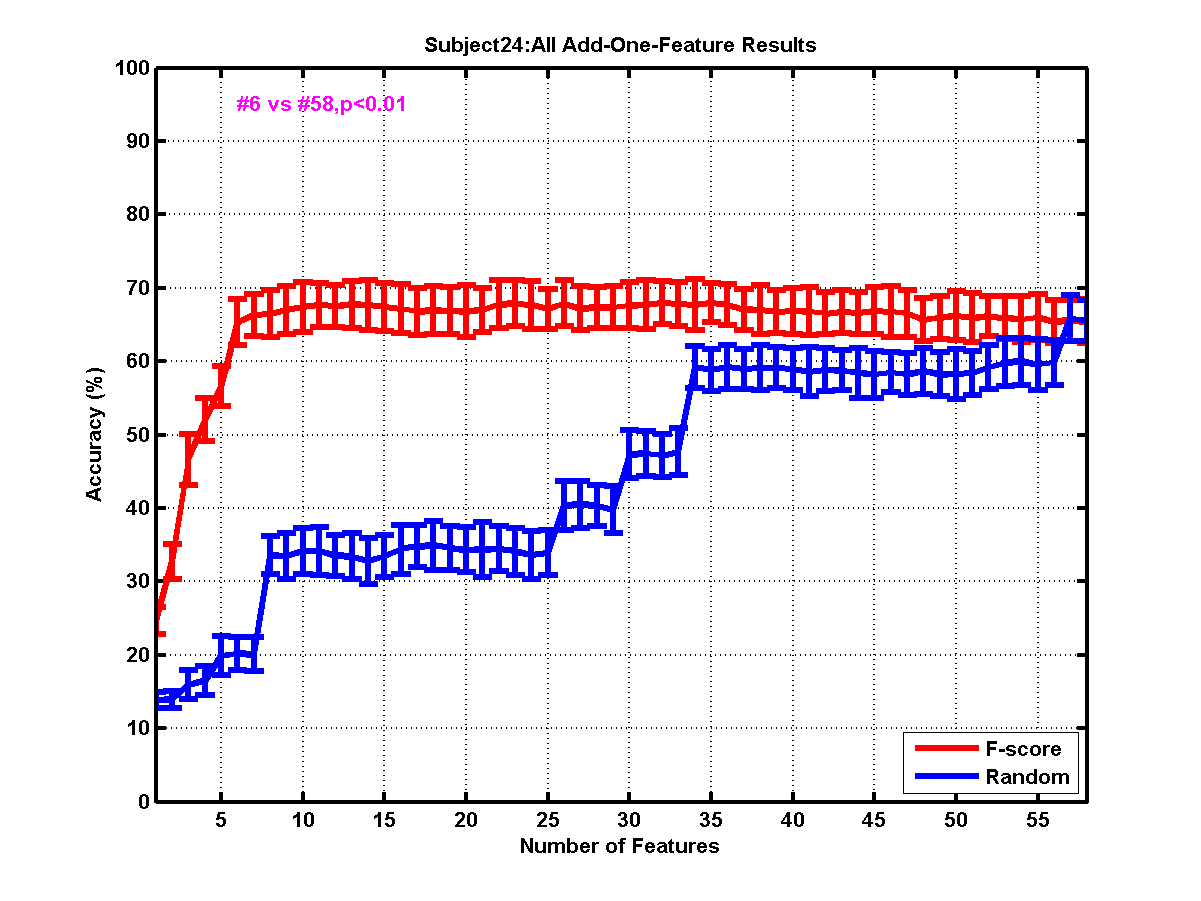 Subject24:All Add-One-Feature Results
#6 vs #58,p<0.01
Accuracy (%)
100
90
80
70
60
50
40
30
20
10
0
5 10 15 20 25 30 35 40 45 50 55
Number of Features
F-score
Random